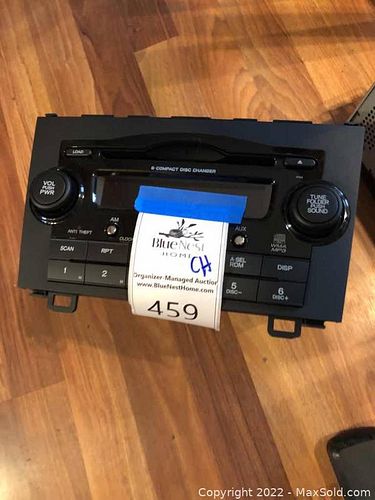 LOAD
6 COMPACT DISC CHANGER
VOL
PUSH
PWR
TUNE
FOLDER
PUSH
SOUND
AM
AUX
ANTI THEFT
CLOCK
WMA
MP3
SCAN
RPT
A.SEL
ROM
DISP
1
2
5
DISC−
6
DISC+
BlueNest
HOME
CH
Organizer-Managed Auction
www.BlueNestHome.com
459
Copyright © 2022 - MaxSold.com